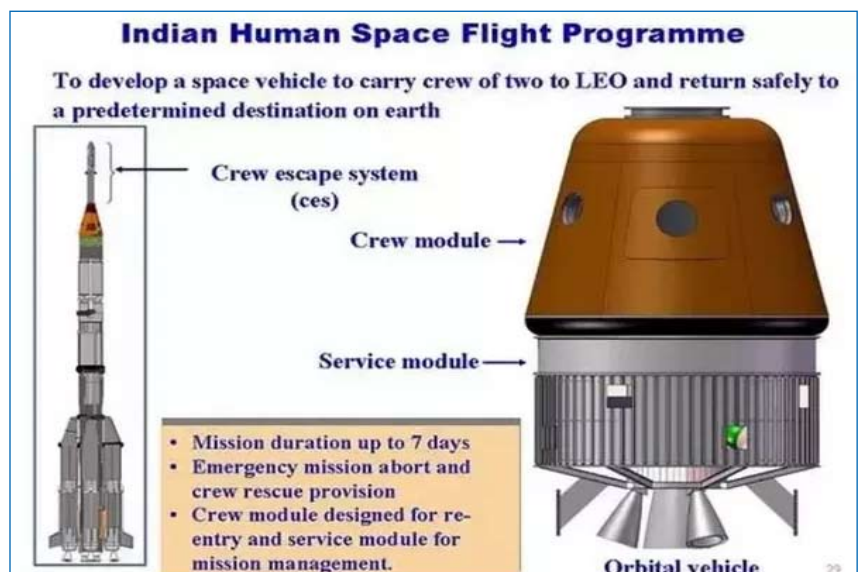 Indian Human Space Flight Programme
To develop a space vehicle to carry crew of two to LEO and return safely to
a predetermined destination on earth
Crew escape system
(ces)
Crew module
Service module
• Mission duration up to 7 days
• Emergency mission abort and
crew rescue provision
• Crew module designed for re-
entry and service module for
mission management.
Orbital vehicle
29